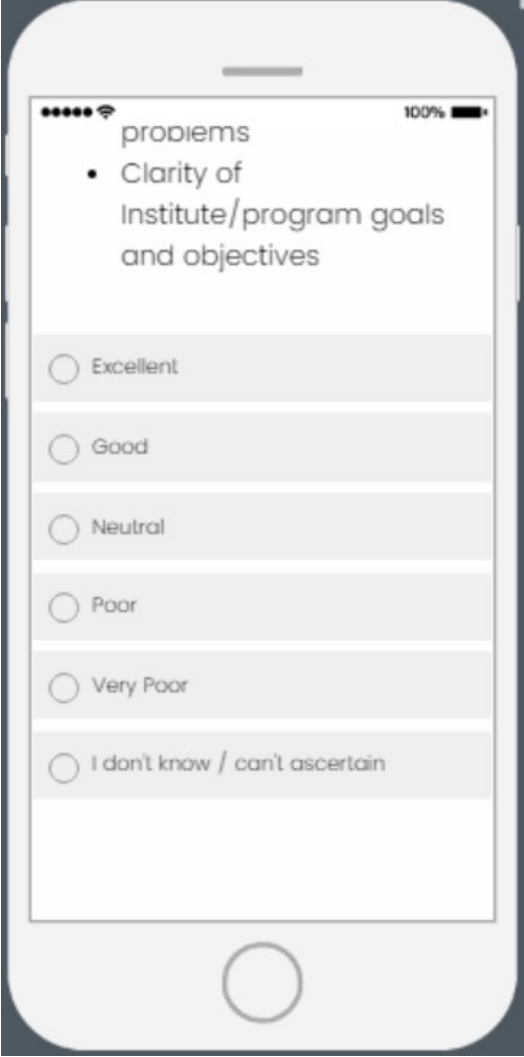 100%
problems
• Clarity of
Institute/program goals
and objectives
Excellent
Good
Neutral
Poor
Very Poor
I don't know / can't ascertain